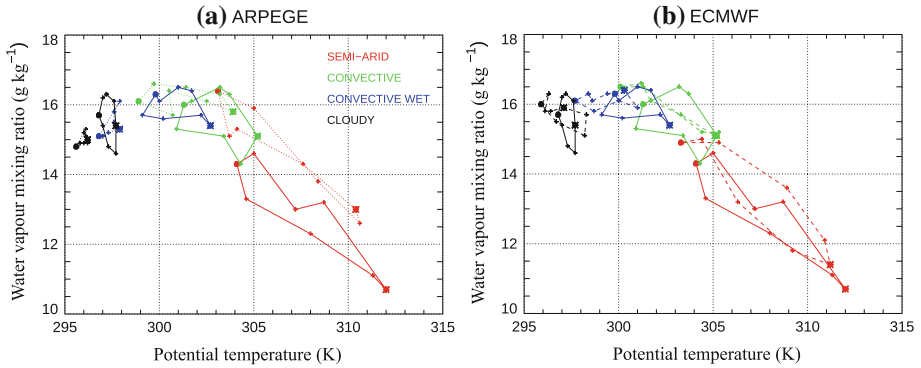 (a) ARPEGE
(b) ECMWF
Water vapour mixing ratio (g kg⁻¹)
18
16
14
12
10
SEMI−ARID
CONVECTIVE
CONVECTIVE WET
CLOUDY
295 300 305 310 315
Potential temperature (K)
Water vapour mixing ratio (g kg⁻¹)
18
16
14
12
10
295 300 305 310 315
Potential temperature (K)